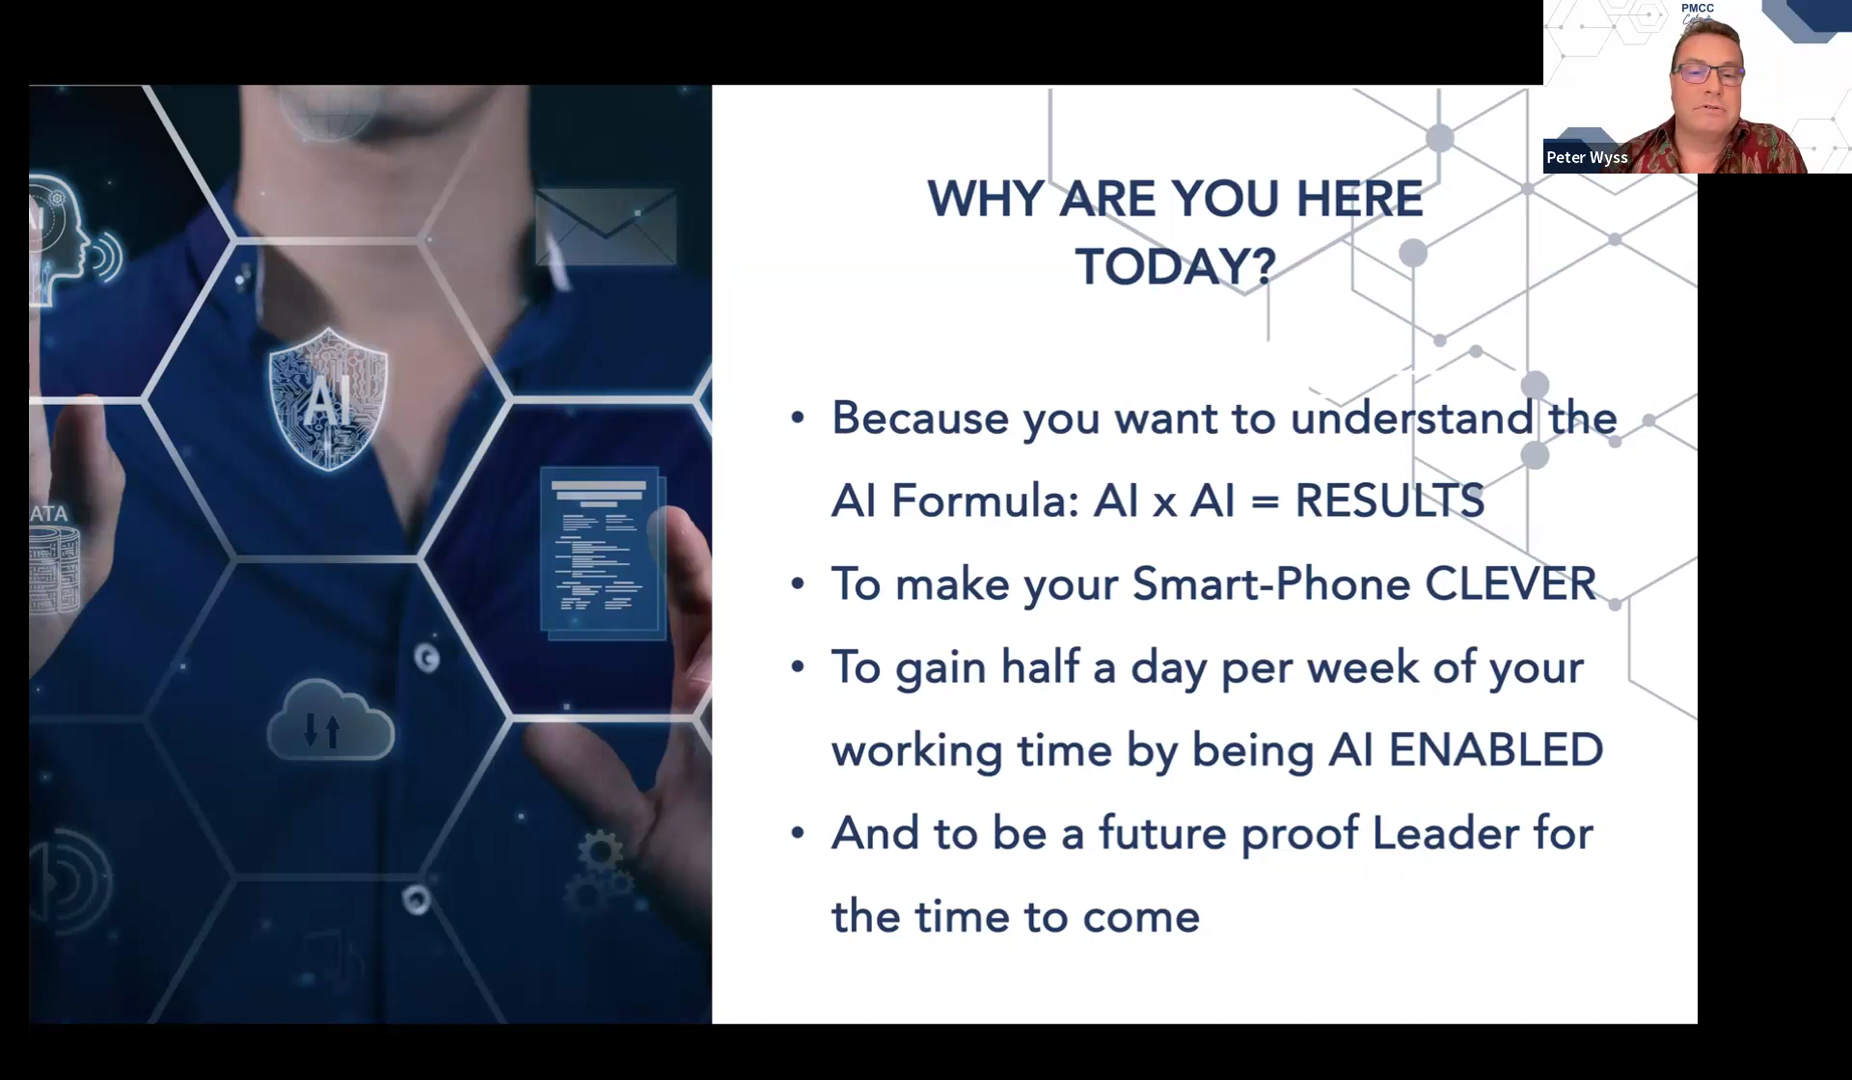 PMCC
Peter Wyss
WHY ARE YOU HERE
TODAY?
• Because you want to understand the
AI Formula: AI x AI = RESULTS
• To make your Smart-Phone CLEVER
• To gain half a day per week of your
working time by being AI ENABLED
• And to be a future proof Leader for
the time to come
AI
AI
ATA